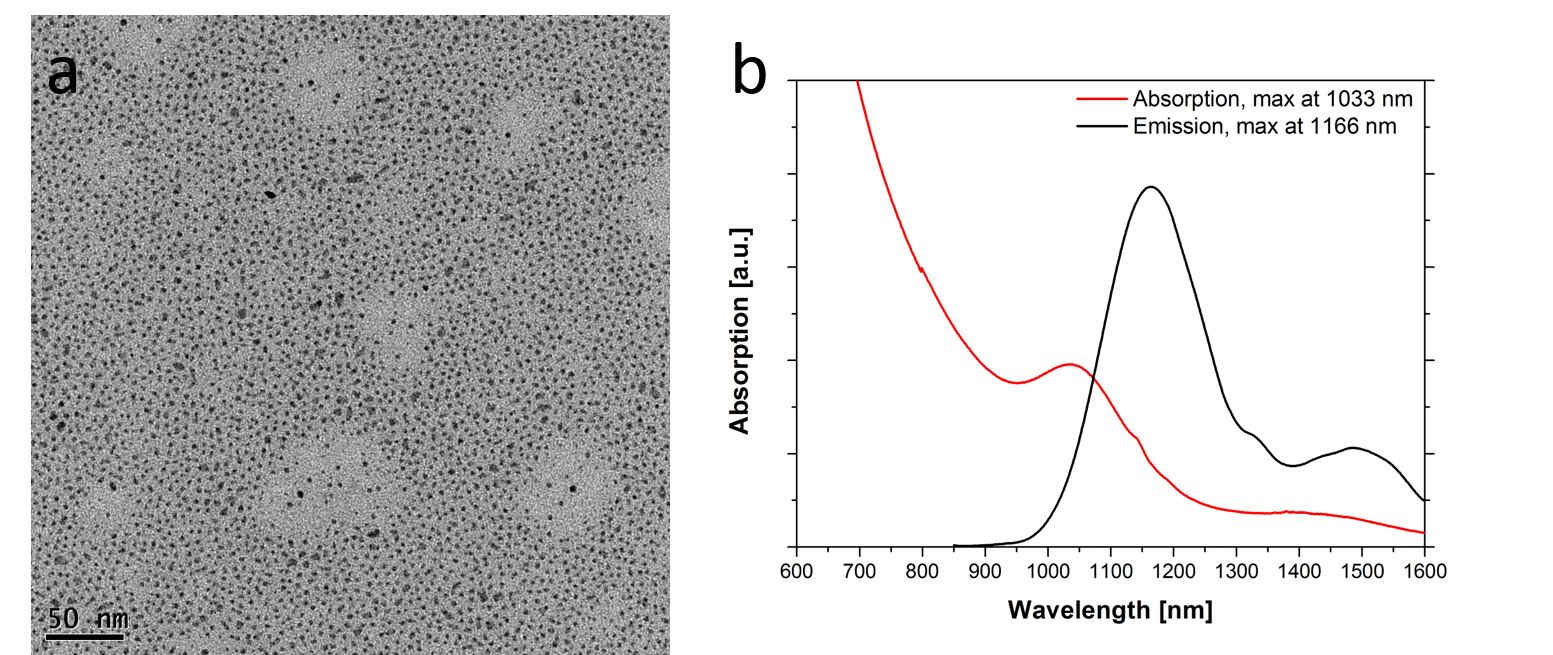 a
50 nm
b
Absorption, max at 1033 nm
Emission, max at 1166 nm
Absorption [a.u.]
600 700 800 900 1000 1100 1200 1300 1400 1500 1600
Wavelength [nm]